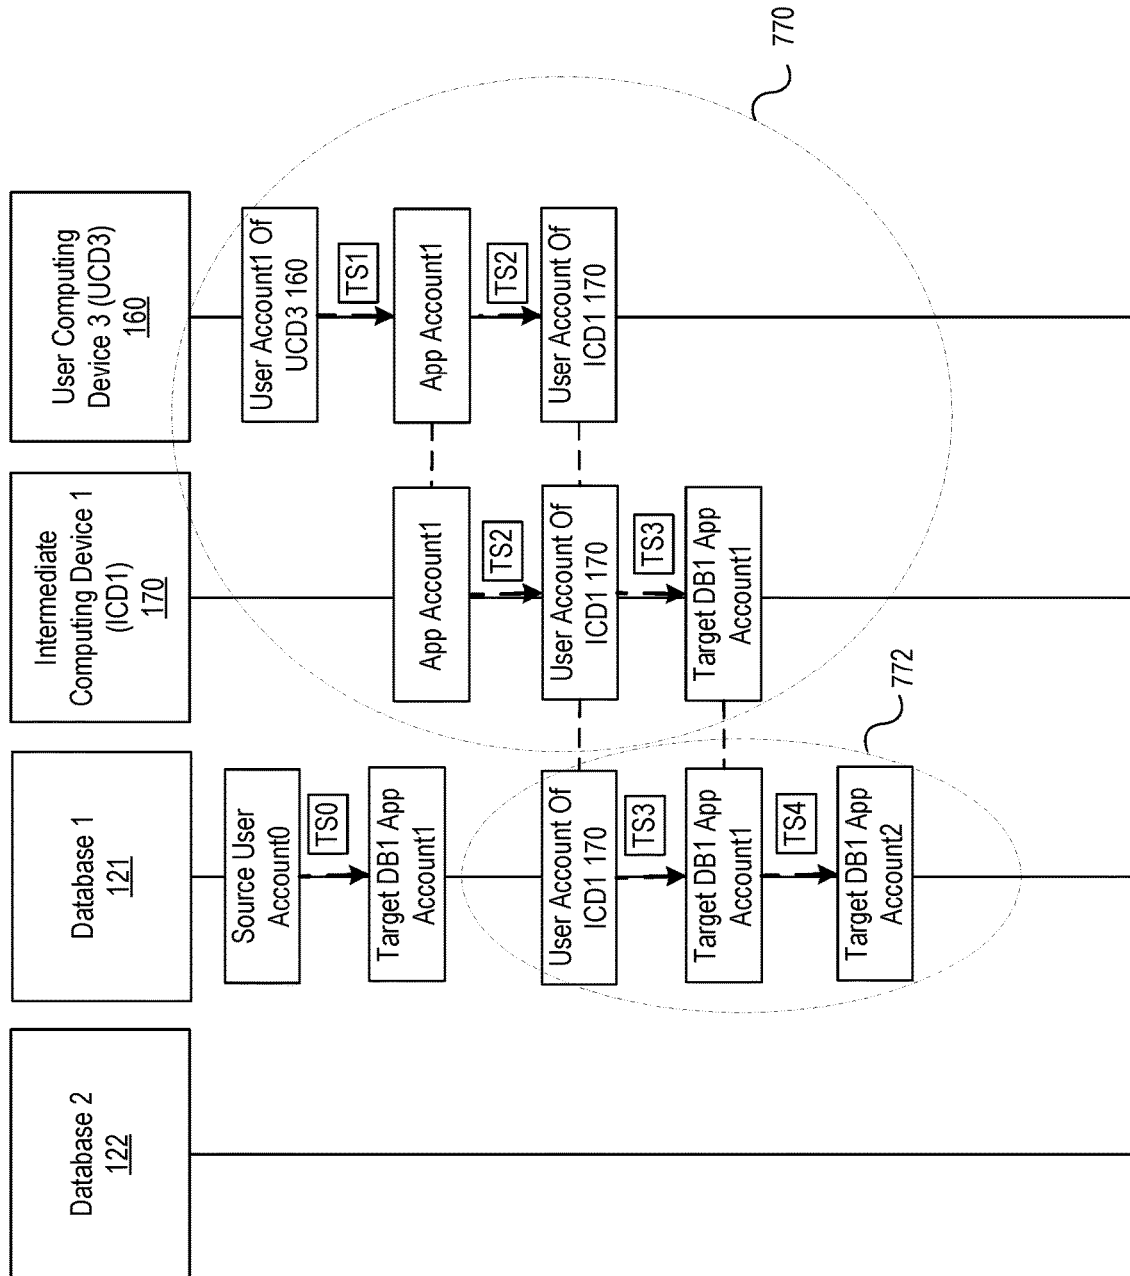 Database 2
122
Database 1
121
Source User
Account0
TS0
Target DB1 App
Account1
User Account Of
ICD1 170
TS3
Target DB1 App
Account1
TS4
Target DB1 App
Account2
772
Intermediate
Computing Device 1
(ICD1)
170
App Account1
TS2
User Account Of
ICD1 170
TS3
Target DB1 App
Account1
User Computing
Device 3 (UCD3)
160
User Account1 Of
UCD3 160
TS1
App Account1
TS2
User Account Of
ICD1 170
770